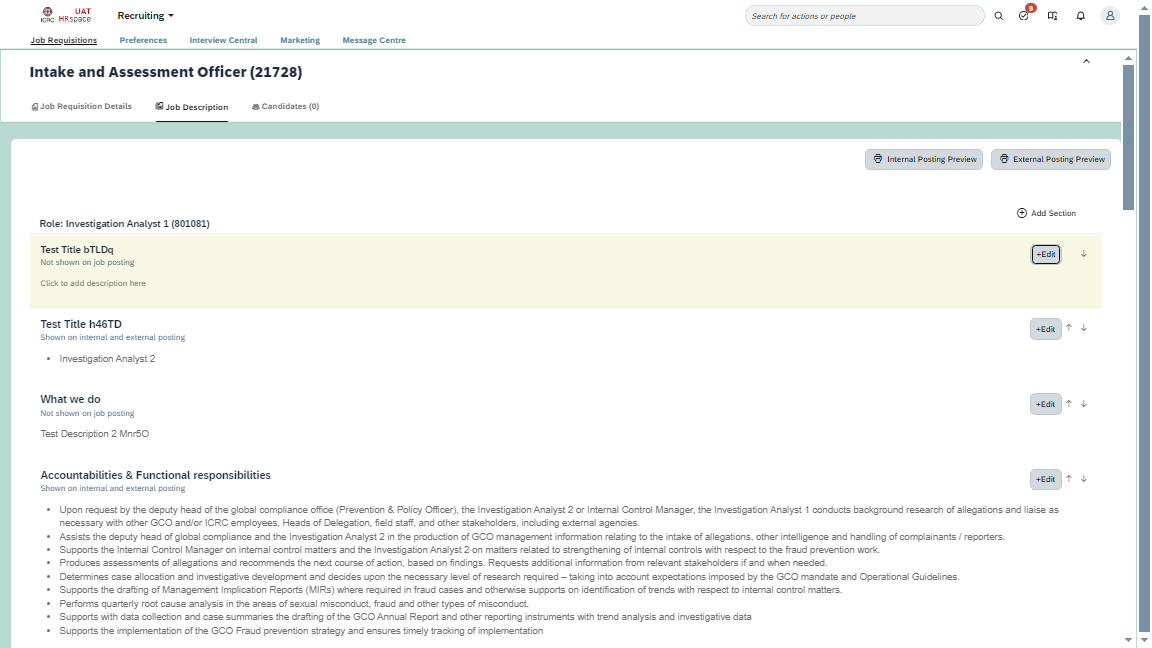 UAT
ICRC HRspace
Recruiting
Search for actions or people
9
Job Requisitions
Preferences
Interview Central
Marketing
Message Centre
Intake and Assessment Officer (21728)
Job Requisition Details
Job Description
Candidates (0)
Internal Posting Preview
External Posting Preview
Add Section
Role: Investigation Analyst 1 (801081)
Test Title bTLDq
+Edit
Not shown on job posting
Click to add description here
Test Title h46TD
+Edit
Shown on internal and external posting
• Investigation Analyst 2
What we do
+Edit
Not shown on job posting
Test Description 2 Mnr5O
Accountabilities & Functional responsibilities
+Edit
Shown on internal and external posting
• Upon request by the deputy head of the global compliance office (Prevention & Policy Officer), the Investigation Analyst 2 or Internal Control Manager, the Investigation Analyst 1 conducts background research of allegations and liaise as
necessary with other GCO and/or ICRC employees, Heads of Delegation, field staff, and other stakeholders, including external agencies.
• Assists the deputy head of global compliance and the Investigation Analyst 2 in the production of GCO management information relating to the intake of allegations, other intelligence and handling of complainants / reporters.
• Supports the Internal Control Manager on internal control matters and the Investigation Analyst 2 on matters related to strengthening of internal controls with respect to the fraud prevention work.
• Produces assessments of allegations and recommends the next course of action, based on findings. Requests additional information from relevant stakeholders if and when needed.
• Determines case allocation and investigative development and decides upon the necessary level of research required – taking into account expectations imposed by the GCO mandate and Operational Guidelines.
• Supports the drafting of Management Implication Reports (MIRs) where required in fraud cases and otherwise supports on identification of trends with respect to internal control matters.
• Performs quarterly root cause analysis in the areas of sexual misconduct, fraud and other types of misconduct.
• Supports with data collection and case summaries the drafting of the GCO Annual Report and other reporting instruments with trend analysis and investigative data
• Supports the implementation of the GCO Fraud prevention strategy and ensures timely tracking of implementation